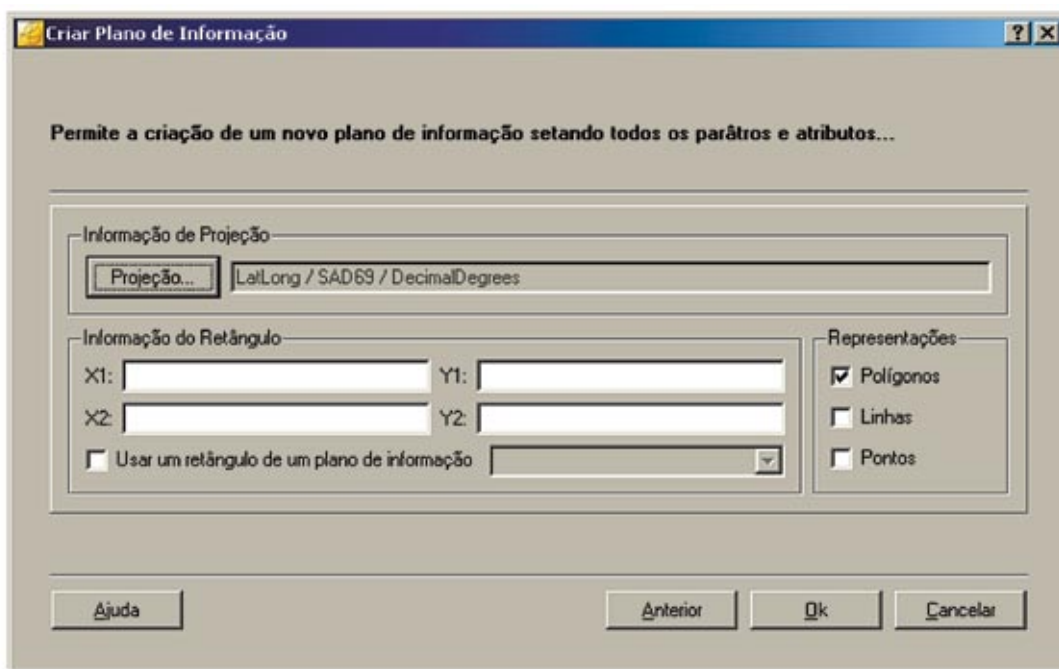 Criar Plano de Informação
Permite a criação de um novo plano de informação setando todos os parâtros e atributos...
Informação de Projeção
Projeção... LatLong / SAD69 / DecimalDegrees
Informação do Retângulo
X1: Y1:
X2: Y2:
Usar um retângulo de um plano de informação
Representações
Polígonos
Linhas
Pontos
Ajuda Anterior Ok Cancelar